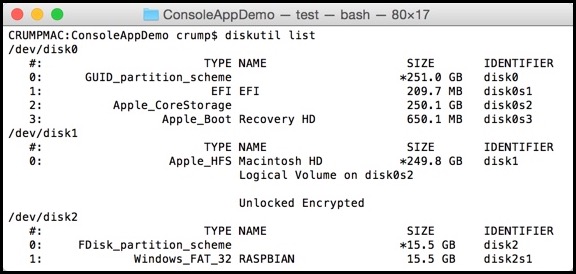 ConsoleAppDemo — test — bash — 80×17
CRUMPMAC:ConsoleAppDemo crump$ diskutil list
/dev/disk0
#: TYPE NAME SIZE IDENTIFIER
0: GUID_partition_scheme *251.0 GB disk0
1: EFI EFI 209.7 MB disk0s1
2: Apple_CoreStorage 250.1 GB disk0s2
3: Apple_Boot Recovery HD 650.1 MB disk0s3
/dev/disk1
#: TYPE NAME SIZE IDENTIFIER
0: Apple_HFS Macintosh HD *249.8 GB disk1
Logical Volume on disk0s2
Unlocked Encrypted
/dev/disk2
#: TYPE NAME SIZE IDENTIFIER
0: FDisk_partition_scheme *15.5 GB disk2
1: Windows_FAT_32 RASPBIAN 15.5 GB disk2s1